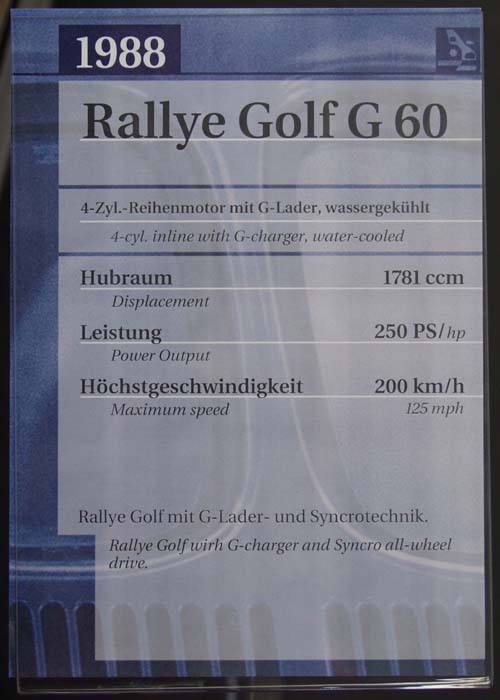 1988
Rallye Golf G 60
4-Zyl.-Reihenmotor mit G-Lader, wassergekühlt
4-cyl. inline with G-charger, water-cooled
Hubraum 1781 ccm
Displacement
Leistung 250 PS/hp
Power Output
Höchstgeschwindigkeit 200 km/h
Maximum speed 125 mph
Rallye Golf mit G-Lader- und Syncrotechnik.
Rallye Golf wirh G-charger and Syncro all-wheel
drive.